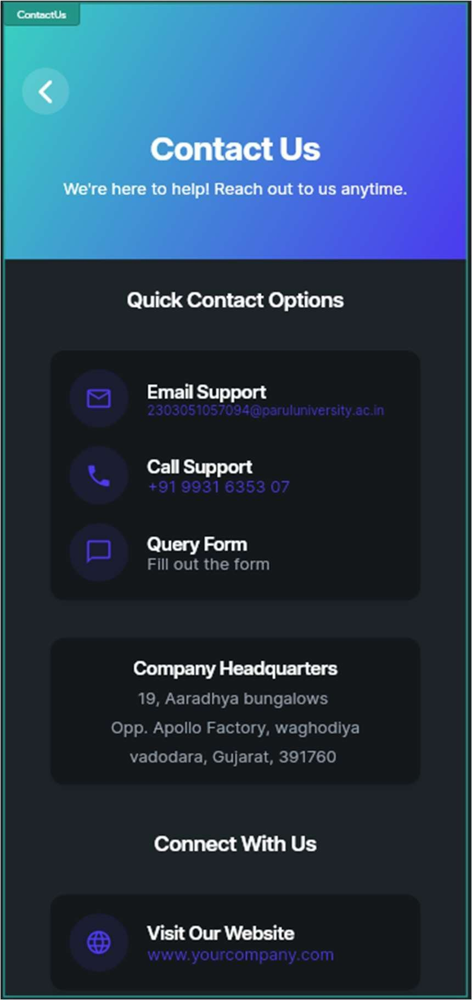 ContactUs
Contact Us
We're here to help! Reach out to us anytime.
Quick Contact Options
Email Support
2303051057094@paruluniversity.ac.in
Call Support
+91 9931 6353 07
Query Form
Fill out the form
Company Headquarters
19, Aaradhya bungalows
Opp. Apollo Factory, waghodiya
vadodara, Gujarat, 391760
Connect With Us
Visit Our Website
www.yourcompany.com